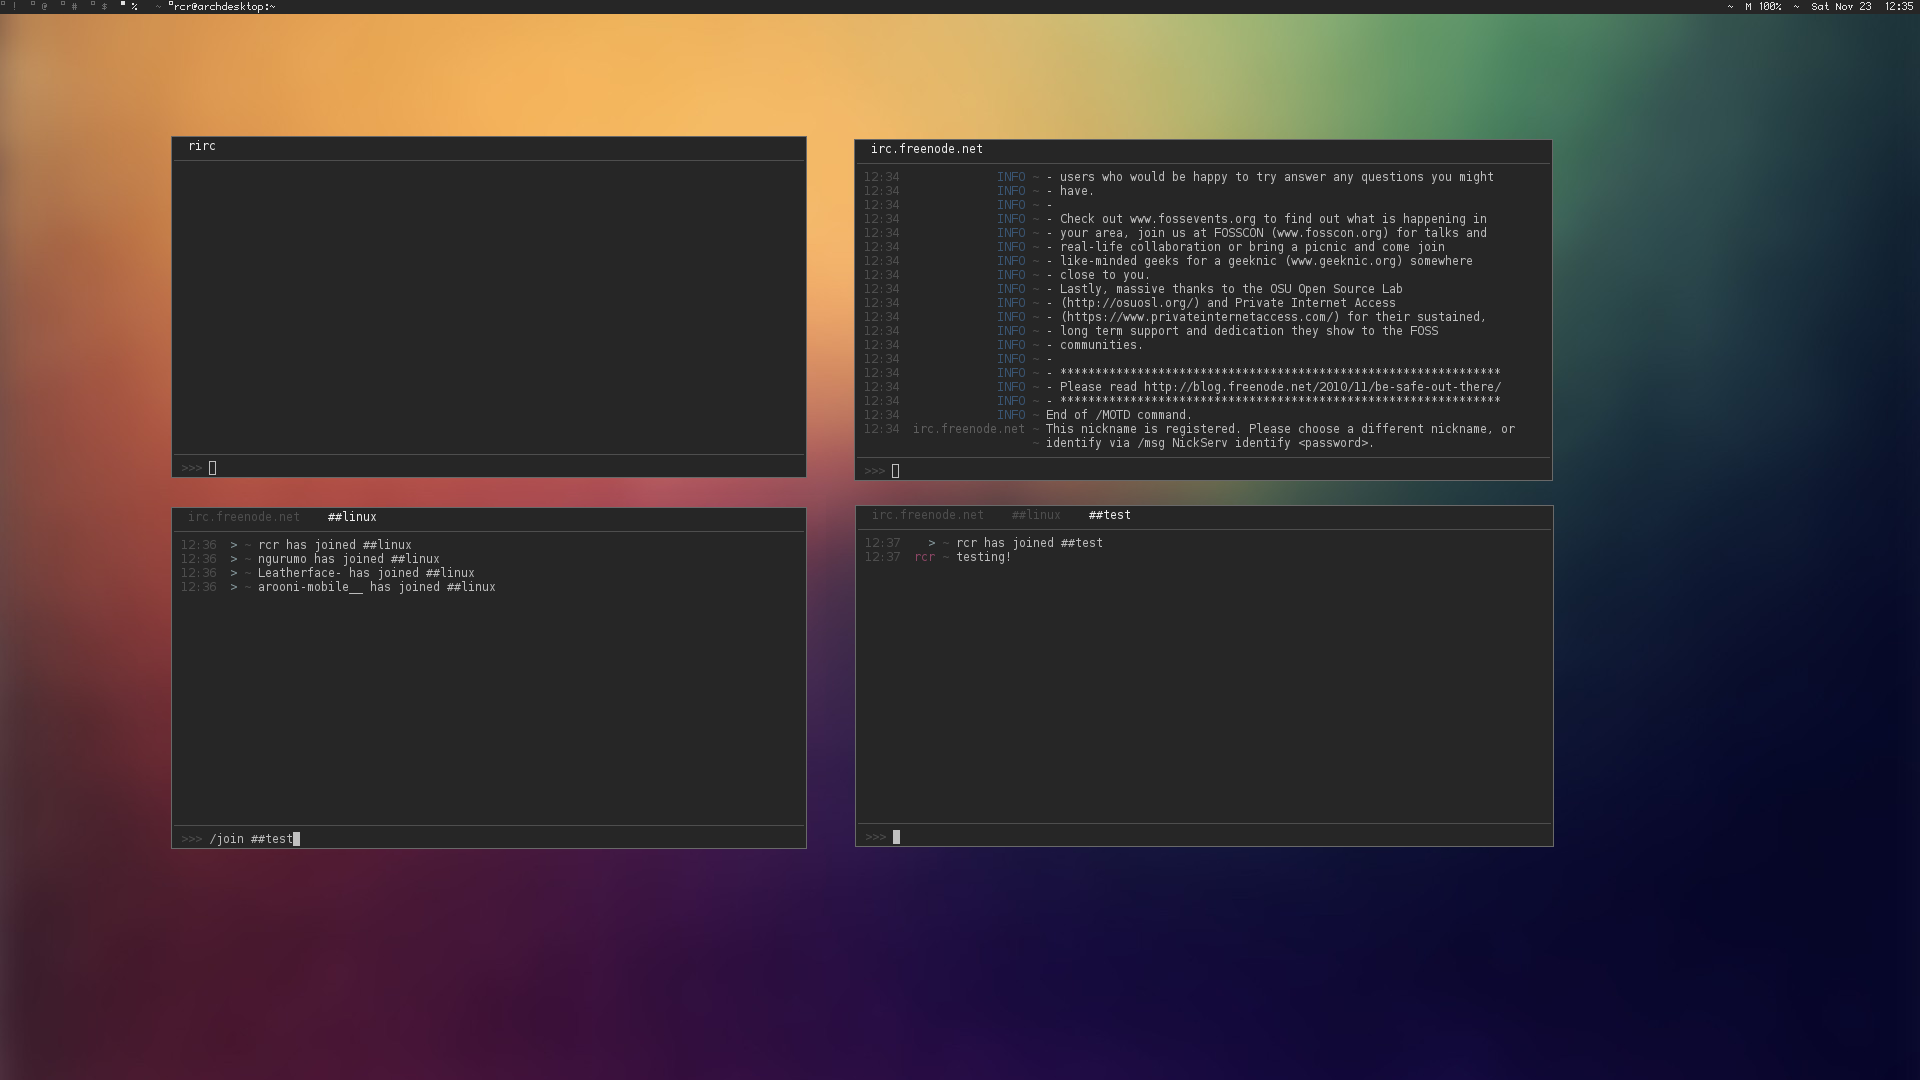 ! @ # $ % ~ rcr@archdesktop:~ ~ M 100% ~ Sat Nov 23 12:35
rirc
>>>
irc.freenode.net
12:34 INFO ~ - users who would be happy to try answer any questions you might
12:34 INFO ~ - have.
12:34 INFO ~ -
12:34 INFO ~ - Check out www.fossevents.org to find out what is happening in
12:34 INFO ~ - your area, join us at FOSSCON (www.fosscon.org) for talks and
12:34 INFO ~ - real-life collaboration or bring a picnic and come join
12:34 INFO ~ - like-minded geeks for a geeknic (www.geeknic.org) somewhere
12:34 INFO ~ - close to you.
12:34 INFO ~ - Lastly, massive thanks to the OSU Open Source Lab
12:34 INFO ~ - (http://osuosl.org/) and Private Internet Access
12:34 INFO ~ - (https://www.privateinternetaccess.com/) for their sustained,
12:34 INFO ~ - long term support and dedication they show to the FOSS
12:34 INFO ~ - communities.
12:34 INFO ~ -
12:34 INFO ~ - ***************************************************************
12:34 INFO ~ - Please read http://blog.freenode.net/2010/11/be-safe-out-there/
12:34 INFO ~ - ***************************************************************
12:34 INFO ~ End of /MOTD command.
12:34 irc.freenode.net ~ This nickname is registered. Please choose a different nickname, or
~ identify via /msg NickServ identify <password>.
>>>
irc.freenode.net ##linux
12:36 > ~ rcr has joined ##linux
12:36 > ~ ngurumo has joined ##linux
12:36 > ~ Leatherface- has joined ##linux
12:36 > ~ arooni-mobile__ has joined ##linux
>>> /join ##test
irc.freenode.net ##linux ##test
12:37 > ~ rcr has joined ##test
12:37 rcr ~ testing!
>>>